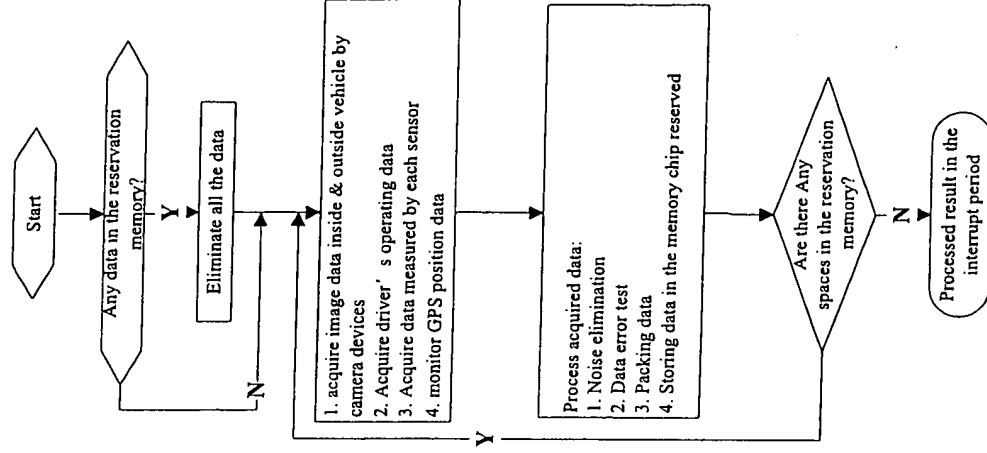 Start
Any data in the reservation
memory?
Y
Eliminate all the data
N
1. acquire image data inside & outside vehicle by
camera devices
2. Acquire driver' s operating data
3. Acquire data measured by each sensor
4. monitor GPS position data
Process acquired data:
1. Noise elimination
2. Data error test
3. Packing data
4. Storing data in the memory chip reserved
Y
Are there Any
spaces in the reservation
memory?
N
Processed result in the
interrupt period